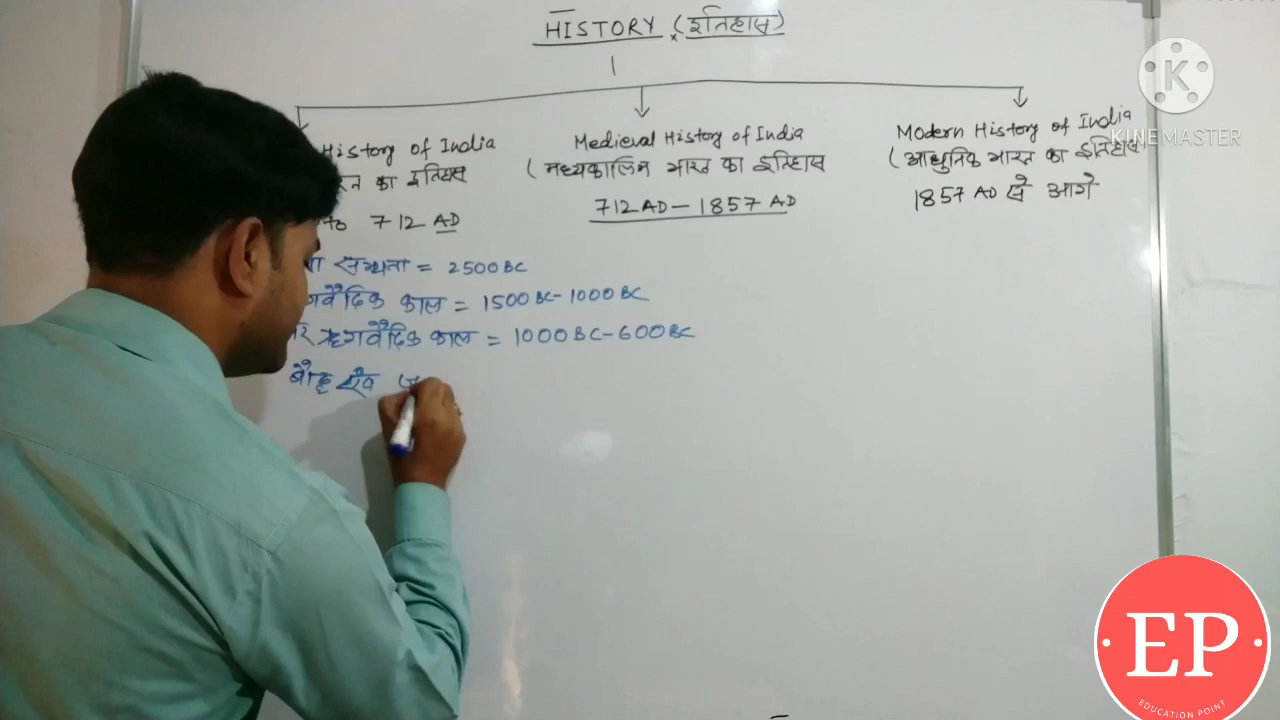 HISTORY (इतिहास)
History of India
का इतिहास
to 712 AD
Medieval History of India
(मध्यकालिन भारत का इतिहास
712 AD - 1857 AD
Modern History of India
(आधुनिक भारत का इतिहास
1857 AD से आगे
सभ्यता = 2500 BC
काल = 1500 BC - 1000 BC
ऋगवैदिक काल = 1000 BC - 600 BC
बौद्ध एंव
K
KINEMASTER
EP
EDUCATION POINT